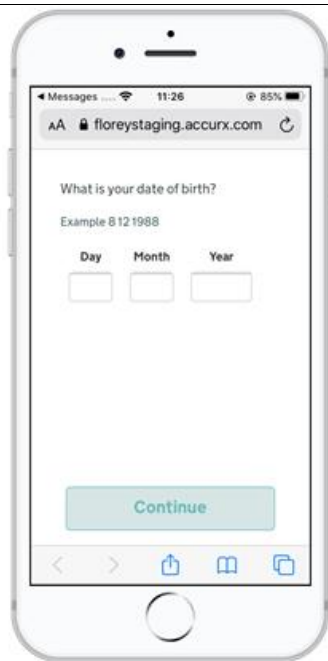 Messages .... 11:26 85%
AA floreystaging.accurx.com
What is your date of birth?
Example 8 12 1988
Day Month Year
Continue